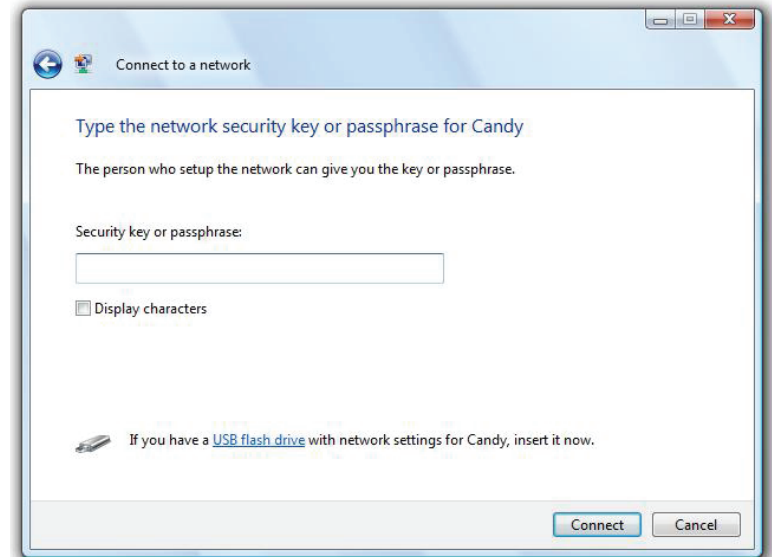 Connect to a network
Type the network security key or passphrase for Candy
The person who setup the network can give you the key or passphrase.
Security key or passphrase:
Display characters
If you have a USB flash drive with network settings for Candy, insert it now.
Connect Cancel